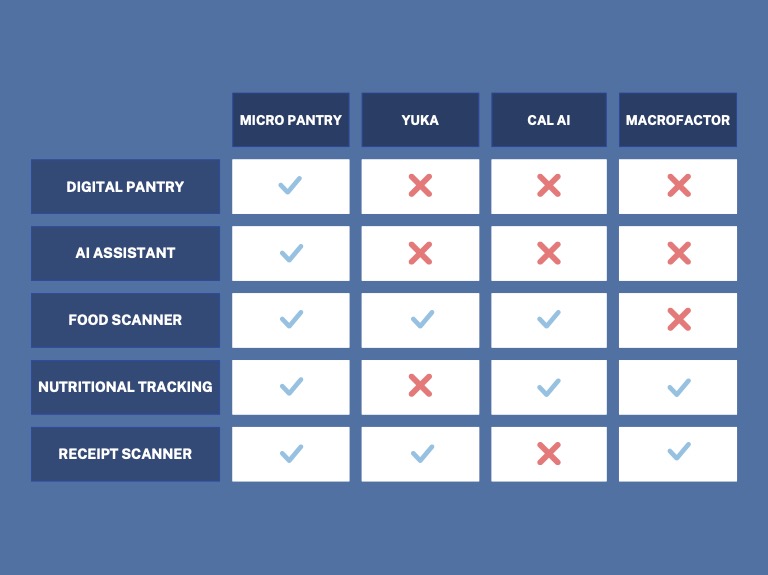 MICRO PANTRY YUKA CAL AI MACROFACTOR
DIGITAL PANTRY
AI ASSISTANT
FOOD SCANNER
NUTRITIONAL TRACKING
RECEIPT SCANNER